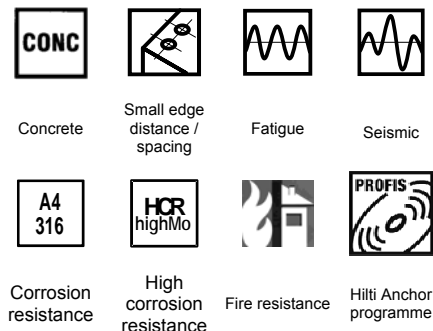 CONC
Concrete
Small edge
distance /
spacing
Fatigue
Seismic
A4
316
HCR
highMo
PROFIS
Corrosion
resistance
High
corrosion
resistance
Fire resistance
Hilti Anchor
programme